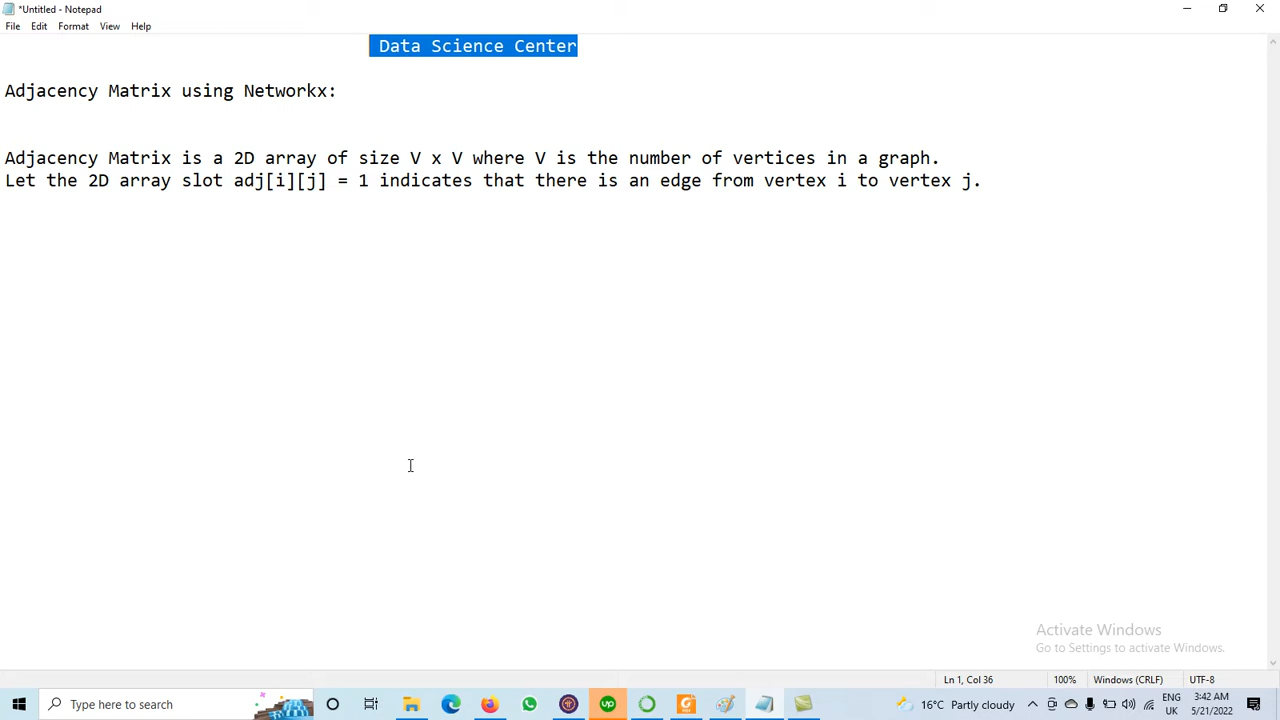 *Untitled - Notepad
File Edit Format View Help
Data Science Center
Adjacency Matrix using Networkx:
Adjacency Matrix is a 2D array of size V x V where V is the number of vertices in a graph.
Let the 2D array slot adj[i][j] = 1 indicates that there is an edge from vertex i to vertex j.
Activate Windows
Go to Settings to activate Windows.
Ln 1, Col 36 100% Windows (CRLF) UTF-8
Type here to search up 16°C Partly cloudy ENG UK 3:42 AM 5/21/2022